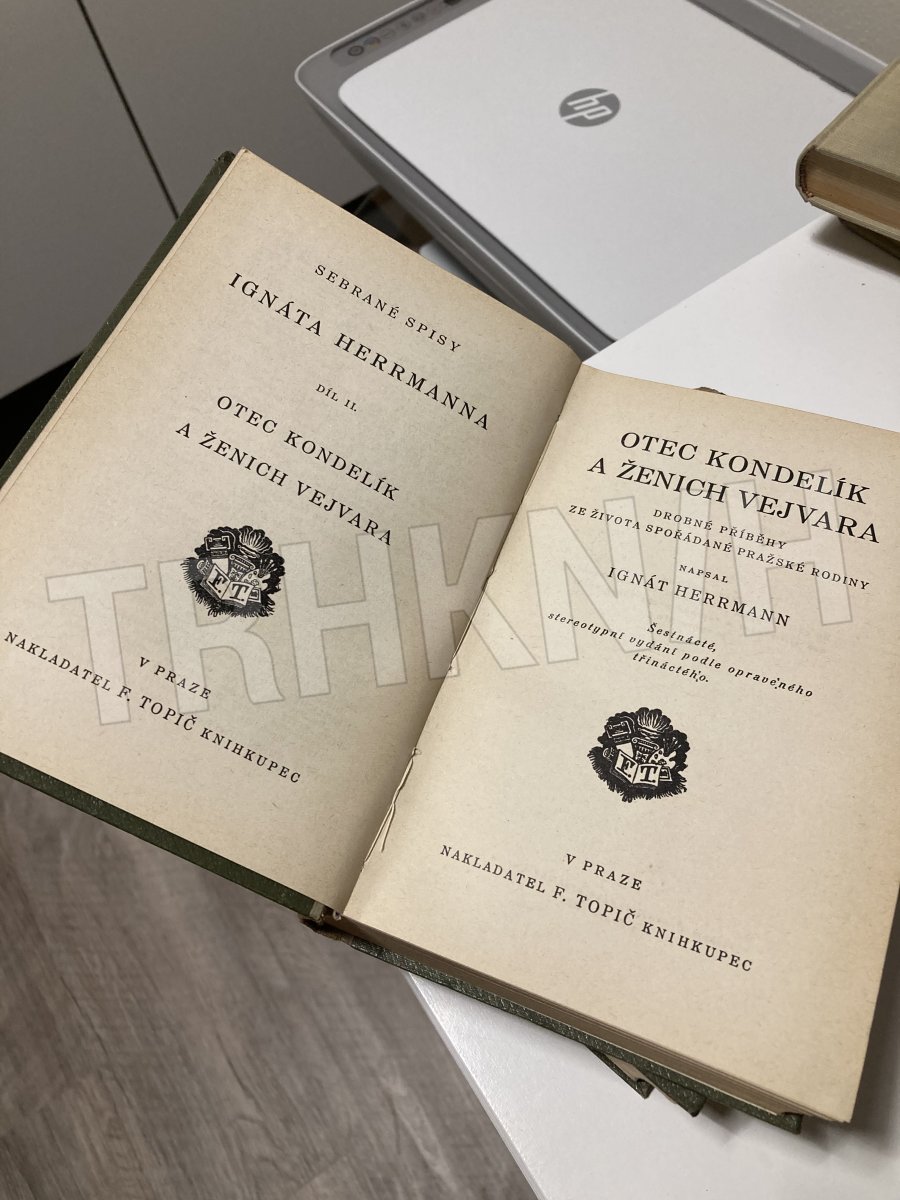 hp
SEBRANÉ SPISY
IGNÁTA HERRMANNA
DÍL II.
OTEC KONDELÍK
A ŽENICH VEJVARA
F. T.
V PRAZE
NAKLADATEL F. TOPIČ KNIHKUPEC
OTEC KONDELÍK
A ŽENICH VEJVARA
DROBNÉ PŘÍBĚHY
ZE ŽIVOTA SPOŘÁDANÉ PRAŽSKÉ RODINY
NAPSAL
IGNÁT HERRMANN
Šestnácté,
stereotypní vydání podle opraveného
třináctého.
F. T.
V PRAZE
NAKLADATEL F. TOPIČ KNIHKUPEC
TRHKNIH